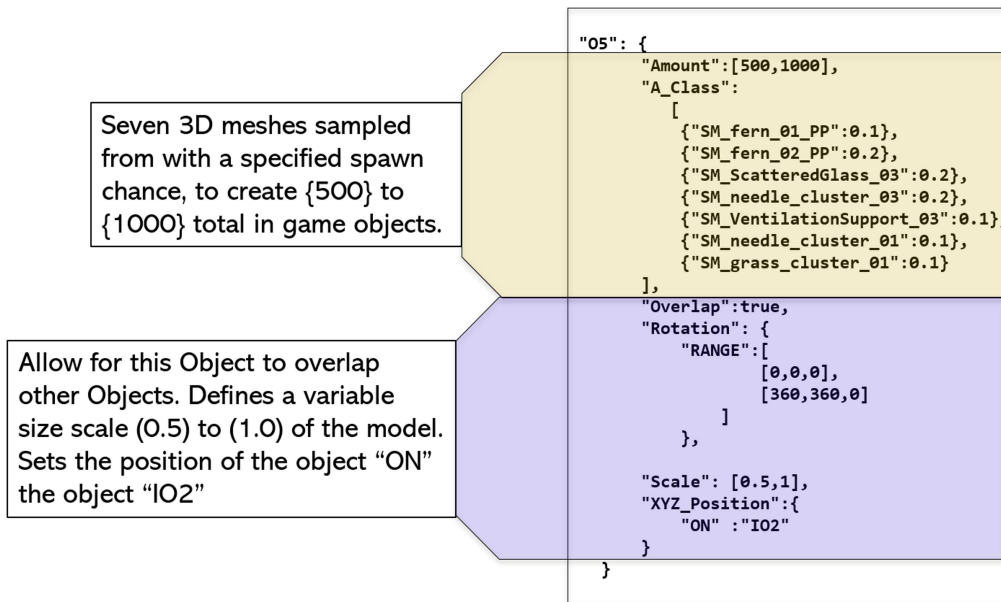 Seven 3D meshes sampled
from with a specified spawn
chance, to create {500} to
{1000} total in game objects.
Allow for this Object to overlap
other Objects. Defines a variable
size scale (0.5) to (1.0) of the model.
Sets the position of the object “ON”
the object “IO2”
"O5": {
"Amount":[500,1000],
"A_Class":
[
{"SM_fern_01_PP":0.1},
{"SM_fern_02_PP":0.2},
{"SM_ScatteredGlass_03":0.2},
{"SM_needle_cluster_03":0.2},
{"SM_VentilationSupport_03":0.1},
{"SM_needle_cluster_01":0.1},
{"SM_grass_cluster_01":0.1}
],
"Overlap":true,
"Rotation": {
"RANGE":[
[0,0,0],
[360,360,0]
]
},
"Scale": [0.5,1],
"XYZ_Position":{
"ON" :"IO2"
}
}